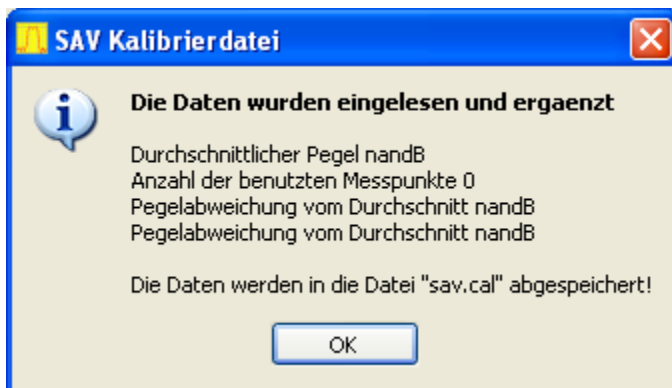 SAV Kalibrierdatei
Die Daten wurden eingelesen und ergaenzt
Durchschnittlicher Pegel nandB
Anzahl der benutzten Messpunkte 0
Pegelabweichung vom Durchschnitt nandB
Pegelabweichung vom Durchschnitt nandB
Die Daten werden in die Datei "sav.cal" abgespeichert!
OK